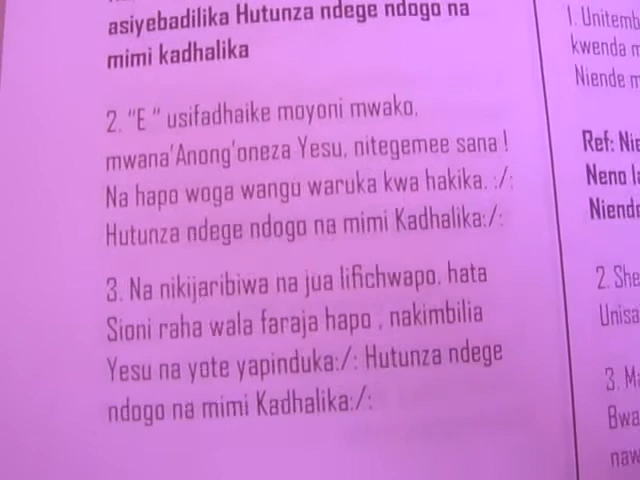 asiyebadilika Hutunza ndege ndogo na
mimi kadhalika
2. "E " usifadhaike moyoni mwako,
mwana'Anong'oneza Yesu, nitegemee sana !
Na hapo woga wangu waruka kwa hakika. :/:
Hutunza ndege ndogo na mimi Kadhalika:/:
3. Na nikijaribiwa na jua lifichwapo, hata
Sioni raha wala faraja hapo , nakimbilia
Yesu na yote yapinduka:/: Hutunza ndege
ndogo na mimi Kadhalika:/:
1. Unitemb
kwenda m
Niende m
Ref: Nie
Neno la
Niende
2. She
Unisa
3. Ma
Bwa
naw